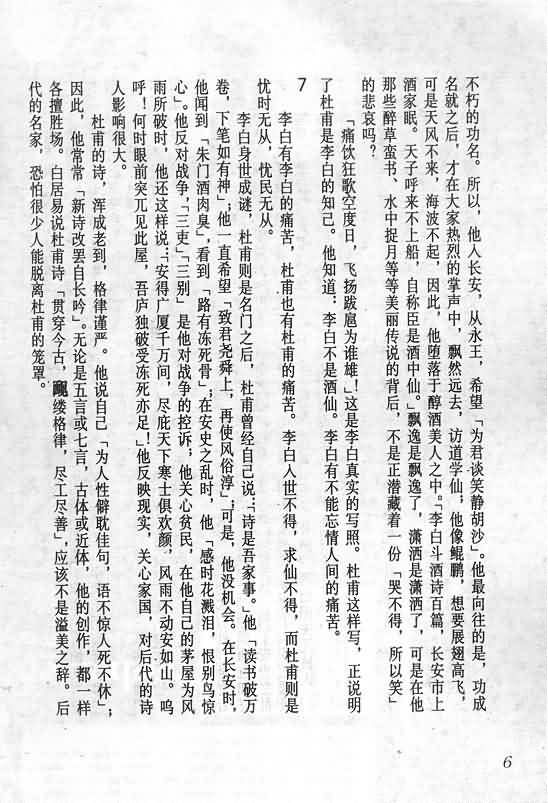 不朽的功名。所以，他入长安，从永王，希望「为君谈笑静胡沙」。他最向往的是，功成
名就之后，才在大家热烈的掌声中，飘然远去，访道学仙；他像鲲鹏，想要展翅高飞，
可是天风不来，海波不起，因此，他堕落于醇酒美人之中。「李白斗酒诗百篇，长安市上
酒家眠。天子呼来不上船，自称臣是酒中仙。」飘逸是飘逸了，潇洒是潇洒了，可是在他
那些醉草蛮书、水中捉月等等美丽传说的背后，不是正潜藏着一份「哭不得，所以笑」
的悲哀吗？
「痛饮狂歌空度日，飞扬跋扈为谁雄！」这是李白真实的写照。杜甫这样写，正说明
了杜甫是李白的知己。他知道：李白不是酒仙。李白有不能忘情人间的痛苦。
7
李白有李白的痛苦，杜甫也有杜甫的痛苦。李白入世不得，求仙不得，而杜甫则是
忧时无从，忧民无从。
李白身世成谜，杜甫则是名门之后，杜甫曾经自己说：「诗是吾家事。」他「读书破万
卷，下笔如有神」；他一直希望「致君尧舜上，再使风俗淳」；可是，他没机会。在长安时，
他闻到「朱门酒肉臭」，看到「路有冻死骨」；在安史之乱时，他「感时花溅泪，恨别鸟惊
心」。他反对战争，「三吏」「三别」是他对战争的控诉；他关心贫民，在他自己的茅屋为风
雨所破时，他还这样说：「安得广厦千万间，尽庇天下寒士俱欢颜，风雨不动安如山。呜
呼！何时眼前突兀见此屋，吾庐独破受冻死亦足」！他反映现实，关心家国，对后代的诗
人影响很大。
杜甫的诗，浑成老到，格律谨严。他说自己「为人性僻耽佳句，语不惊人死不休」；
因此，他常常「新诗改罢自长吟」。无论是五言或七言，古体或近体，他的创作，都一样
各擅胜场。白居易说杜甫诗「贯穿今古，覼缕格律，尽工尽善」，应该不是溢美之辞。后
代的名家，恐怕很少人能脱离杜甫的笼罩。
6